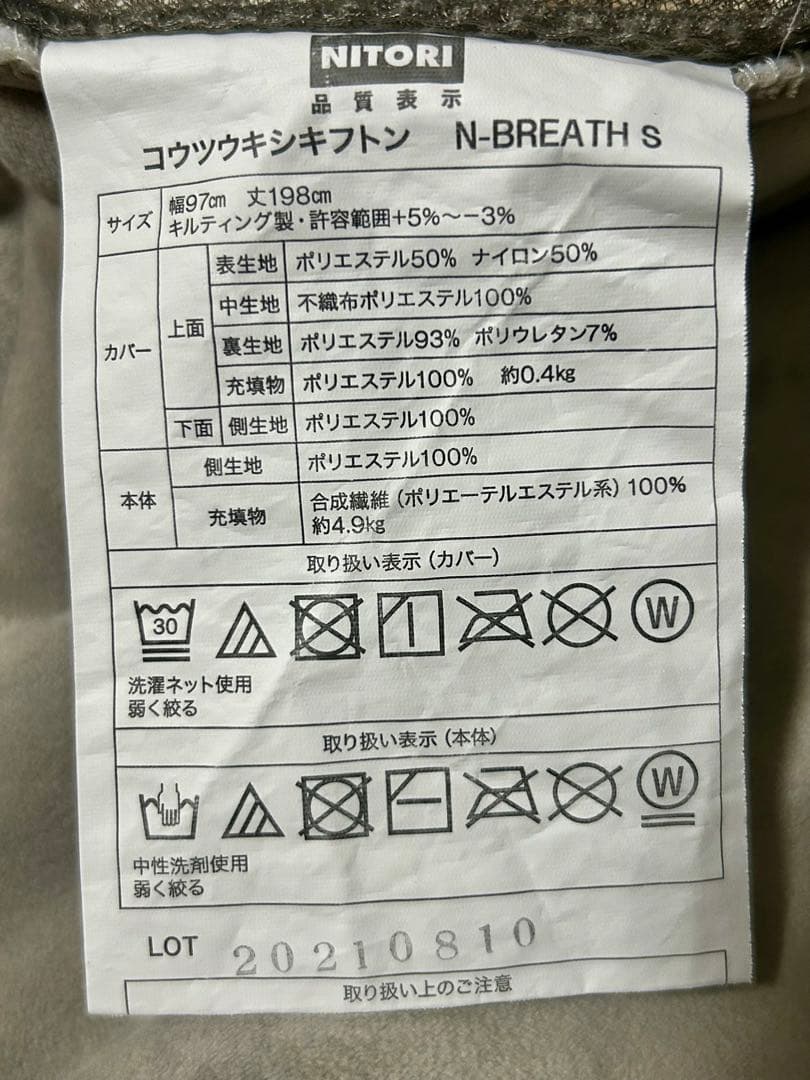 NITORI
品質表示
コウツウキシキフトン N-BREATH S
サイズ 幅97cm 丈198cm
キルティング製・許容範囲+5%〜−3%
カバー 上面 表生地 ポリエステル50% ナイロン50%
中生地 不織布ポリエステル100%
裏生地 ポリエステル93% ポリウレタン7%
充填物 ポリエステル100% 約0.4kg
下面 側生地 ポリエステル100%
本体 側生地 ポリエステル100%
充填物 合成繊維(ポリエーテルエステル系)100%
約4.9kg
取り扱い表示(カバー)
30 W
洗濯ネット使用
弱く絞る
取り扱い表示(本体)
W
中性洗剤使用
弱く絞る
LOT 20210810
取り扱い上のご注意